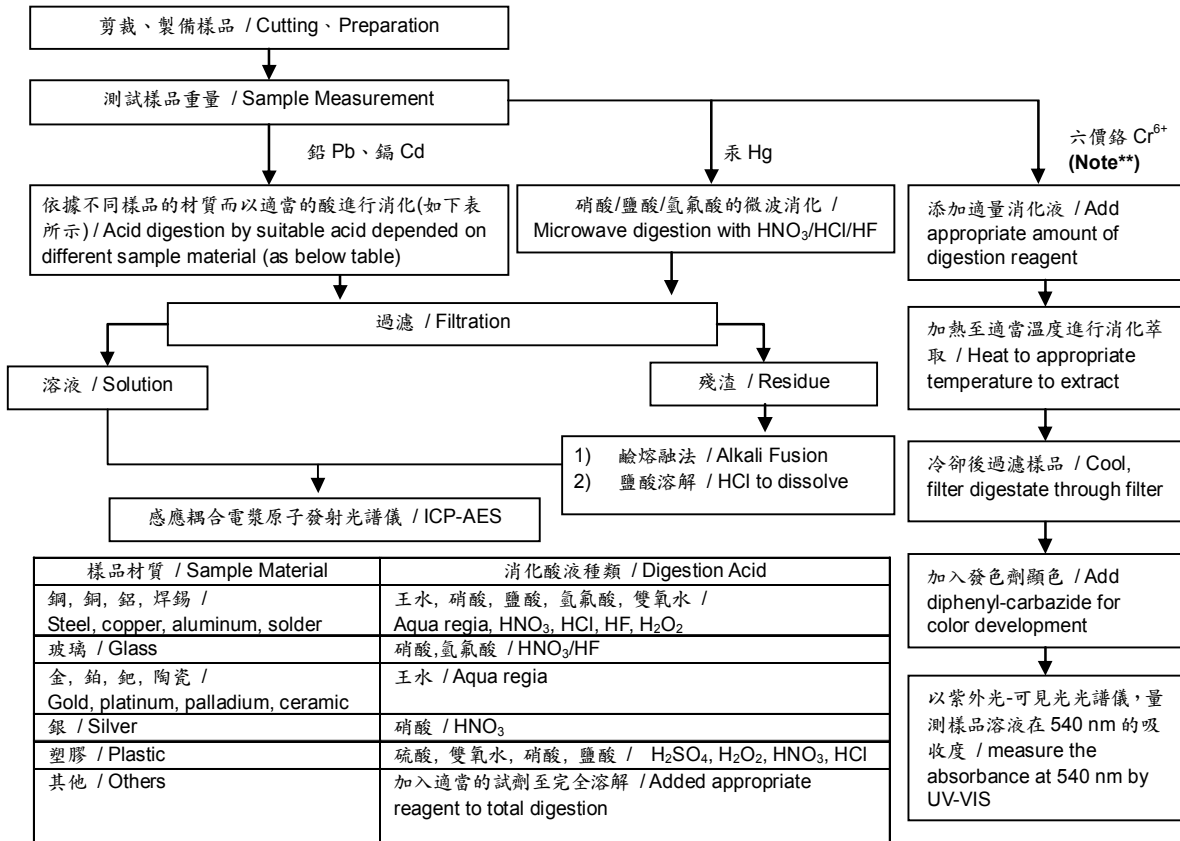 剪裁、製備樣品 / Cutting、Preparation
測試樣品重量 / Sample Measurement
鉛 Pb、鎘 Cd
汞 Hg
六價鉻 Cr6+
(Note**)
依據不同樣品的材質而以適當的酸進行消化(如下表
所示) / Acid digestion by suitable acid depended on
different sample material (as below table)
硝酸/鹽酸/氫氟酸的微波消化 /
Microwave digestion with HNO3/HCl/HF
添加適量消化液 / Add
appropriate amount of
digestion reagent
過濾 / Filtration
加熱至適當溫度進行消化萃
取 / Heat to appropriate
temperature to extract
溶液 / Solution
殘渣 / Residue
1) 鹼熔融法 / Alkali Fusion
2) 鹽酸溶解 / HCl to dissolve
冷卻後過濾樣品 / Cool,
filter digestate through filter
感應耦合電漿原子發射光譜儀 / ICP-AES
加入發色劑顯色 / Add
diphenyl-carbazide for
color development
以紫外光-可見光光譜儀，量
測樣品溶液在 540 nm 的吸
收度 / measure the
absorbance at 540 nm by
UV-VIS
樣品材質 / Sample Material
消化酸液種類 / Digestion Acid
鋼, 銅, 鋁, 焊錫 /
Steel, copper, aluminum, solder
王水, 硝酸, 鹽酸, 氫氟酸, 雙氧水 /
Aqua regia, HNO3, HCl, HF, H2O2
玻璃 / Glass
硝酸,氫氟酸 / HNO3/HF
金, 鉑, 鈀, 陶瓷 /
Gold, platinum, palladium, ceramic
王水 / Aqua regia
銀 / Silver
硝酸 / HNO3
塑膠 / Plastic
硫酸, 雙氧水, 硝酸, 鹽酸 / H2SO4, H2O2, HNO3, HCl
其他 / Others
加入適當的試劑至完全溶解 / Added appropriate
reagent to total digestion